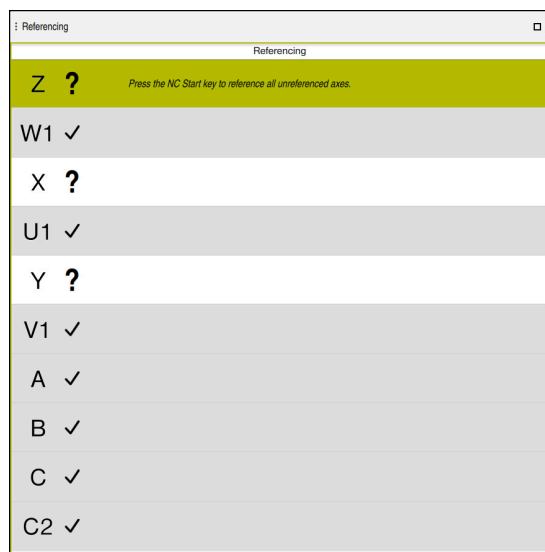 Referencing
Referencing
Z ? Press the NC Start key to reference all unreferenced axes.
W1 ✓
X ?
U1 ✓
Y ?
V1 ✓
A ✓
B ✓
C ✓
C2 ✓